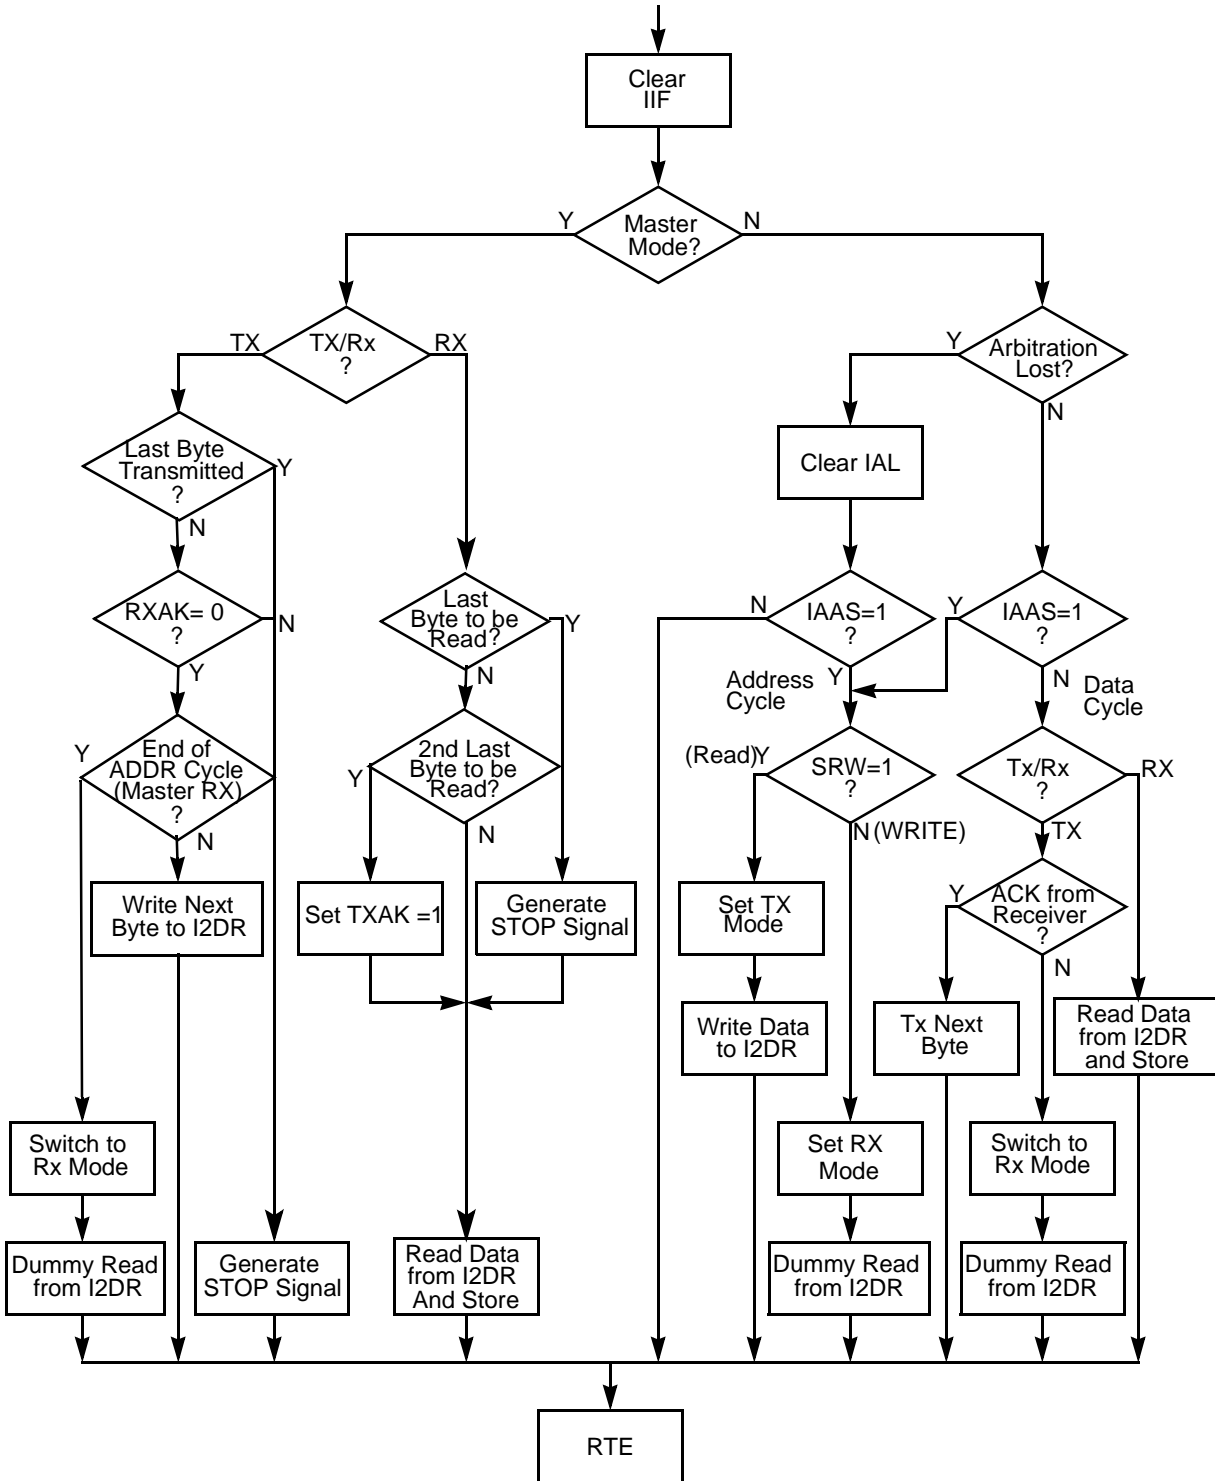 Clear
IIF
Y
Master
Mode?
N
TX
TX/Rx
?
RX
Y
Arbitration
Lost?
N
Last Byte
Transmitted
?
Y
N
Clear IAL
RXAK= 0
?
N
Y
Last
Byte to be
Read?
Y
N
N
IAAS=1
?
Y
Address
Cycle
Y
IAAS=1
?
N
Data
Cycle
Y
End of
ADDR Cycle
(Master RX)
?
N
Y
2nd Last
Byte to be
Read?
N
(Read)Y
SRW=1
?
N (WRITE)
Tx/Rx
?
RX
TX
Write Next
Byte to I2DR
Set TXAK =1
Generate
STOP Signal
Set TX
Mode
Y
ACK from
Receiver
?
N
Write Data
to I2DR
Tx Next
Byte
Read Data
from I2DR
and Store
Switch to
Rx Mode
Set RX
Mode
Switch to
Rx Mode
Dummy Read
from I2DR
Generate
STOP Signal
Read Data
from I2DR
And Store
Dummy Read
from I2DR
Dummy Read
from I2DR
RTE